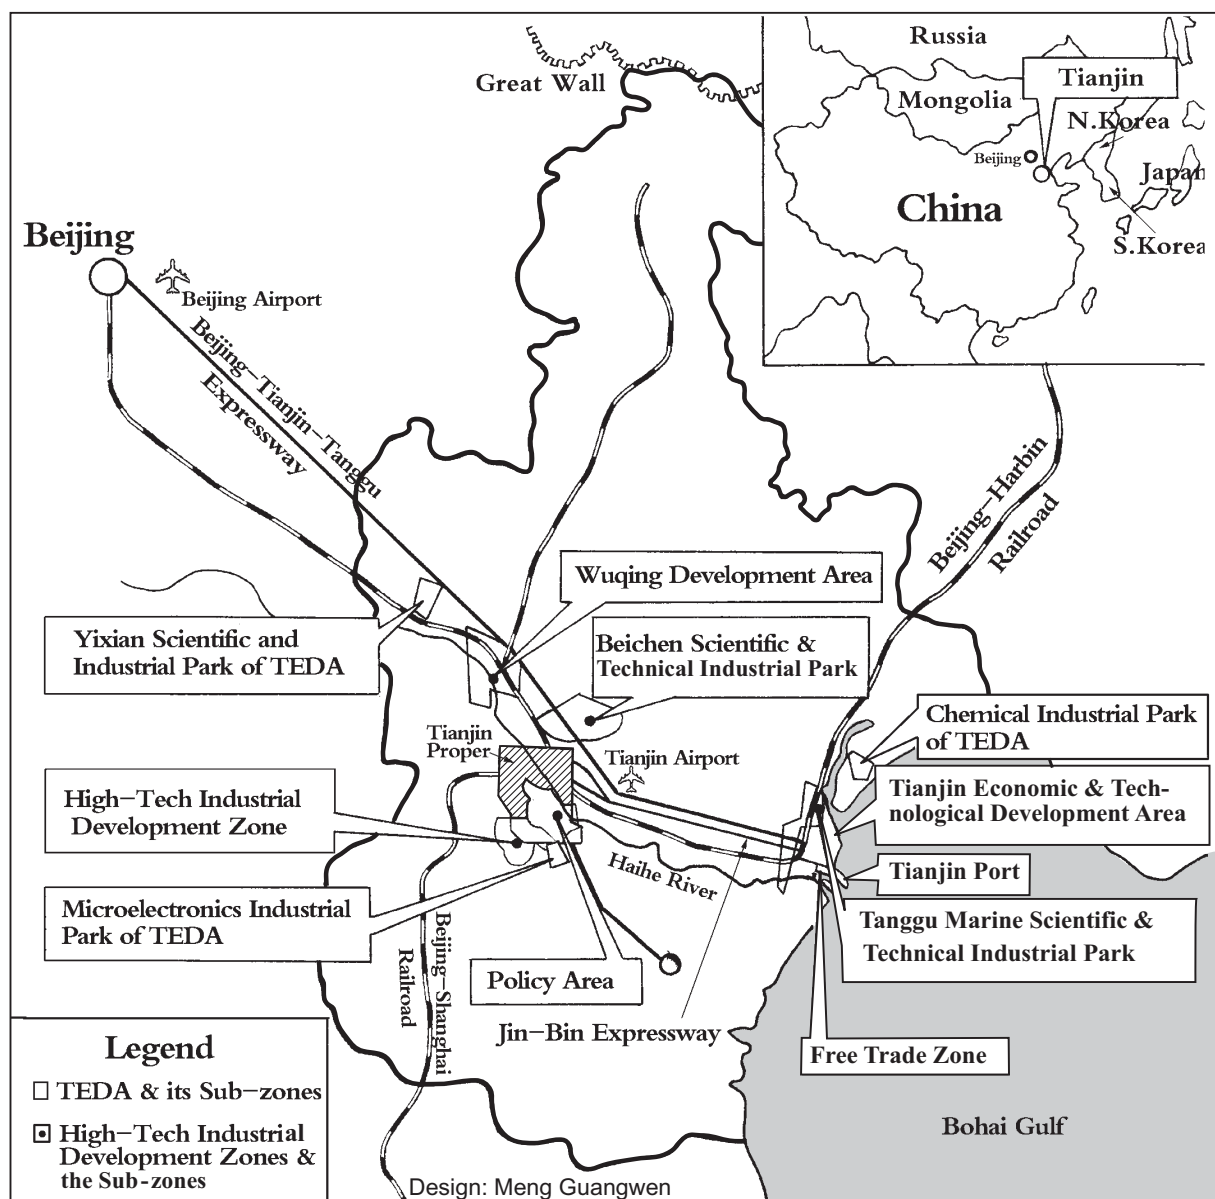 Great Wall
Russia
Tianjin
Mongolia
N.Korea
Beijing
Japan
China
S.Korea
Beijing
Beijing Airport
Beijing–Tianjin–Tanggu
Expressway
Beijing–Harbin
Railroad
Wuqing Development Area
Yixian Scientific and
Industrial Park of TEDA
Beichen Scientific &
Technical Industrial Park
Chemical Industrial Park
of TEDA
Tianjin
Proper
Tianjin Airport
High–Tech Industrial
Development Zone
Tianjin Economic & Tech-
nological Development Area
Haihe River
Tianjin Port
Microelectronics Industrial
Park of TEDA
Tanggu Marine Scientific &
Technical Industrial Park
Beijing–Shanghai
Railroad
Policy Area
Jin–Bin Expressway
Free Trade Zone
Legend
TEDA & its Sub–zones
High–Tech Industrial
Development Zones &
the Sub-zones
Bohai Gulf
Design: Meng Guangwen